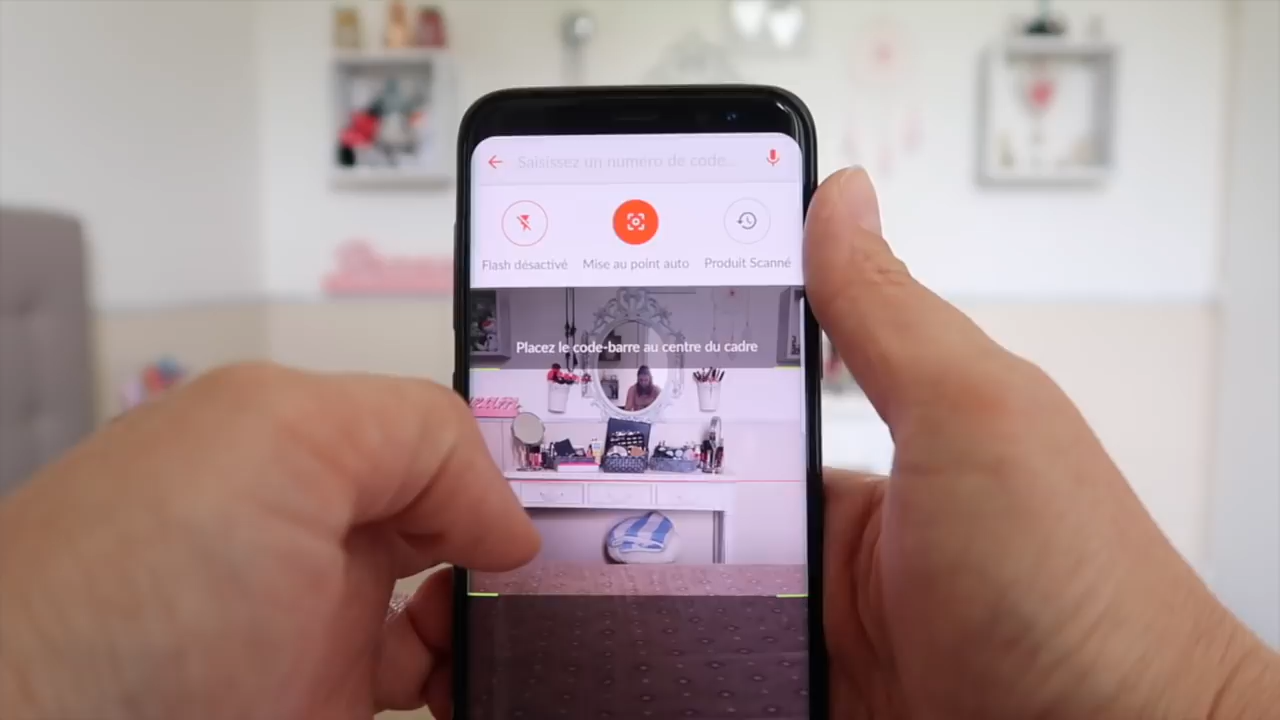 Saisissez un numero de code...
Flash désactivé
Mise au point auto
Produit Scanné
Placez le code-barre au centre du cadre